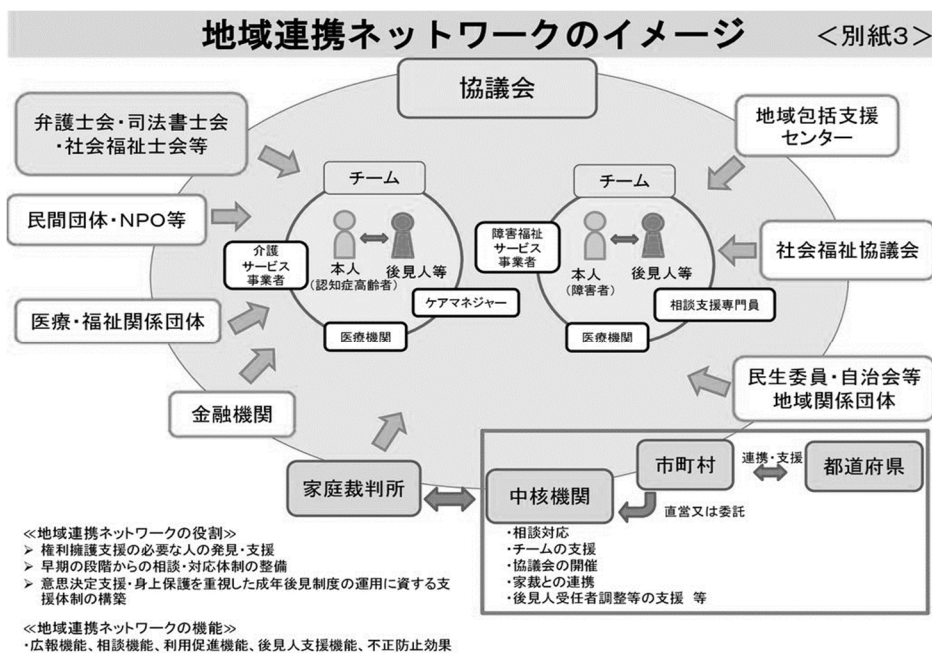 地域連携ネットワークのイメージ
<別紙3>
協議会
弁護士会・司法書士会
・社会福祉士会等
地域包括支援
センター
民間団体・NPO等
社会福祉協議会
医療・福祉関係団体
金融機関
民生委員・自治会等
地域関係団体
チーム
本人
(認知症高齢者)
後見人等
介護
サービス
事業者
ケアマネジャー
医療機関
チーム
本人
(障害者)
後見人等
障害福祉
サービス
事業者
相談支援専門員
医療機関
家庭裁判所
中核機関
市町村
連携・支援
都道府県
直営又は委託
・相談対応
・チームの支援
・協議会の開催
・家裁との連携
・後見人受任者調整等の支援 等
≪地域連携ネットワークの役割≫
➢ 権利擁護支援の必要な人の発見・支援
➢ 早期の段階からの相談・対応体制の整備
➢ 意思決定支援・身上保護を重視した成年後見制度の運用に資する支
援体制の構築
≪地域連携ネットワークの機能≫
・広報機能、相談機能、利用促進機能、後見人支援機能、不正防止効果